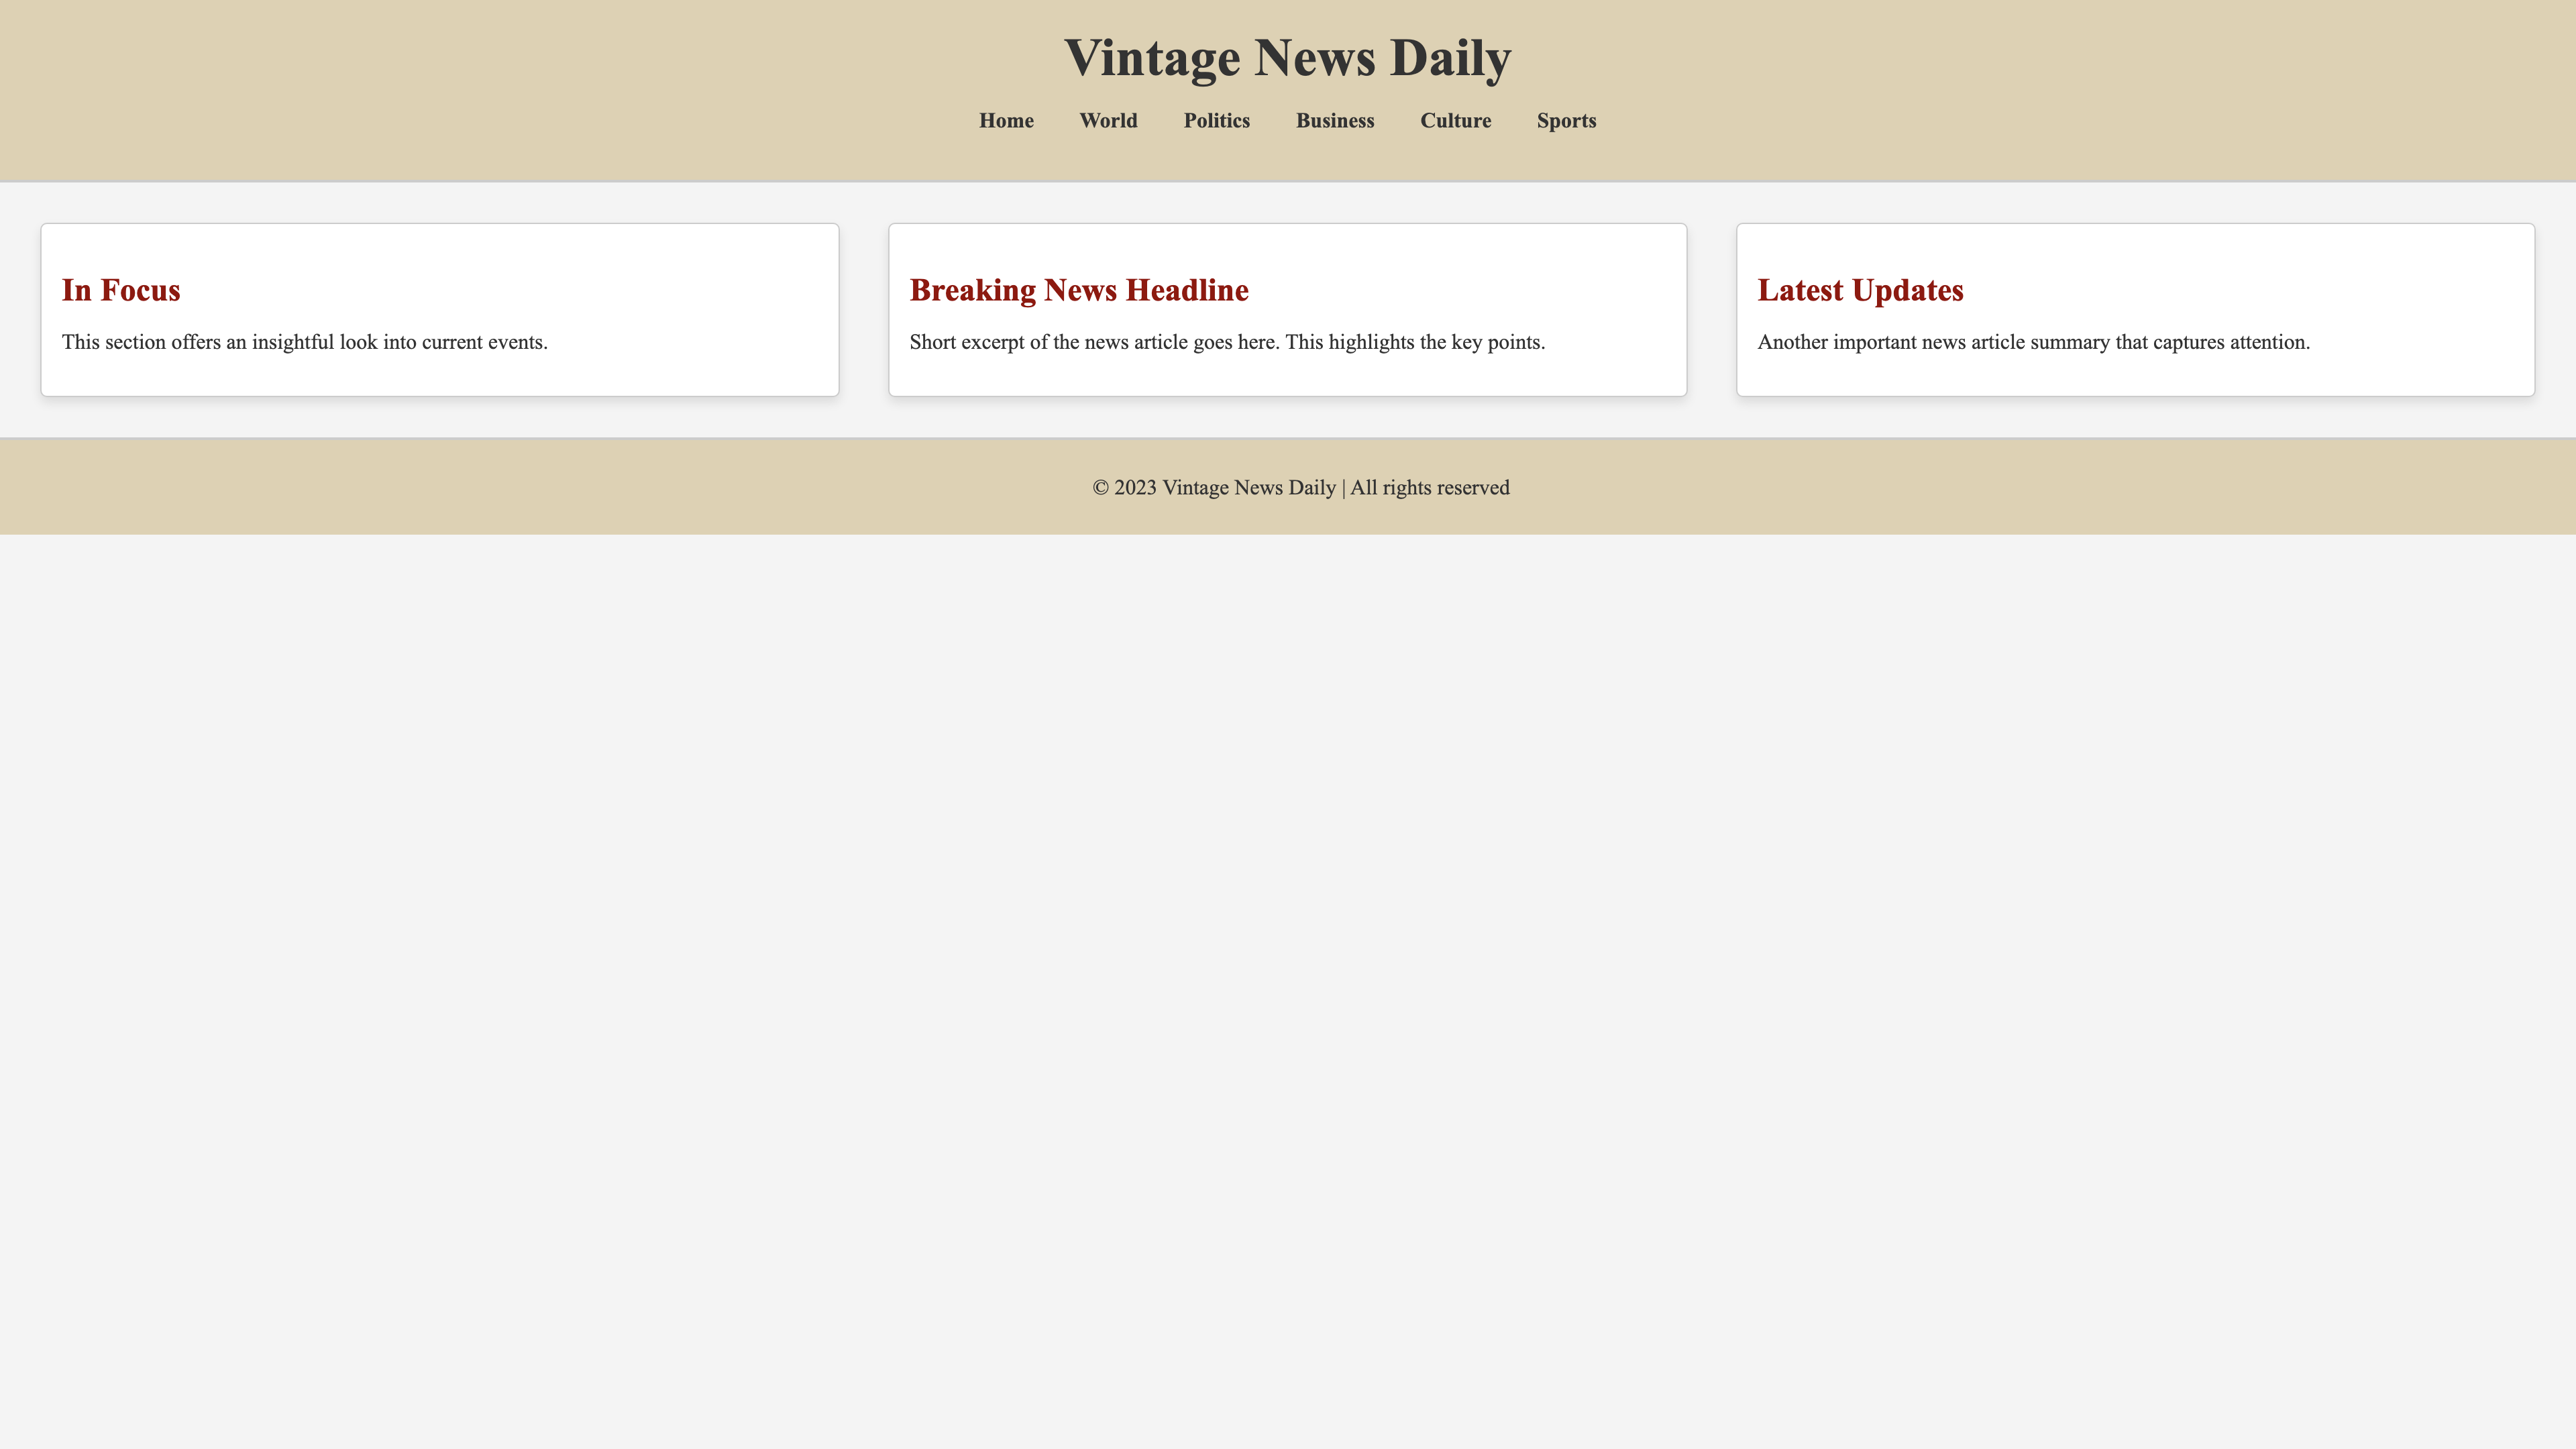 Vintage News Daily
Home World Politics Business Culture Sports
In Focus
This section offers an insightful look into current events.
Breaking News Headline
Short excerpt of the news article goes here. This highlights the key points.
Latest Updates
Another important news article summary that captures attention.
© 2023 Vintage News Daily | All rights reserved